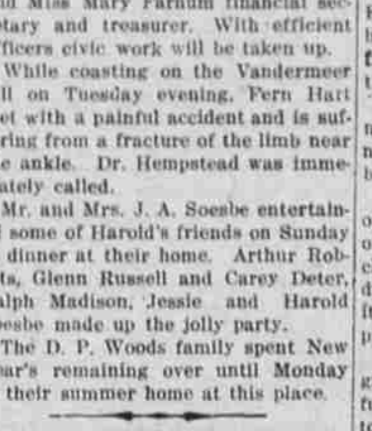 Miss Mary Farnum financial sec-
etary and treasurer. With efficient
fficers civic work will be taken up.
While coasting on the Vandermeer
ll on Tuesday evening, Fern Hart
et with a painful accident and is suf-
ring from a fracture of the limb near
e ankle. Dr. Hempstead was imme-
ately called.
Mr. and Mrs. J. A. Soesbe entertain-
some of Harold's friends on Sunday
dinner at their home. Arthur Rob-
ts, Glenn Russell and Carey Deter,
alph Madison, Jessie and Harold
oesbe made up the jolly party.
The D. P. Woods family spent New
ear's remaining over until Monday
their summer home at this place.